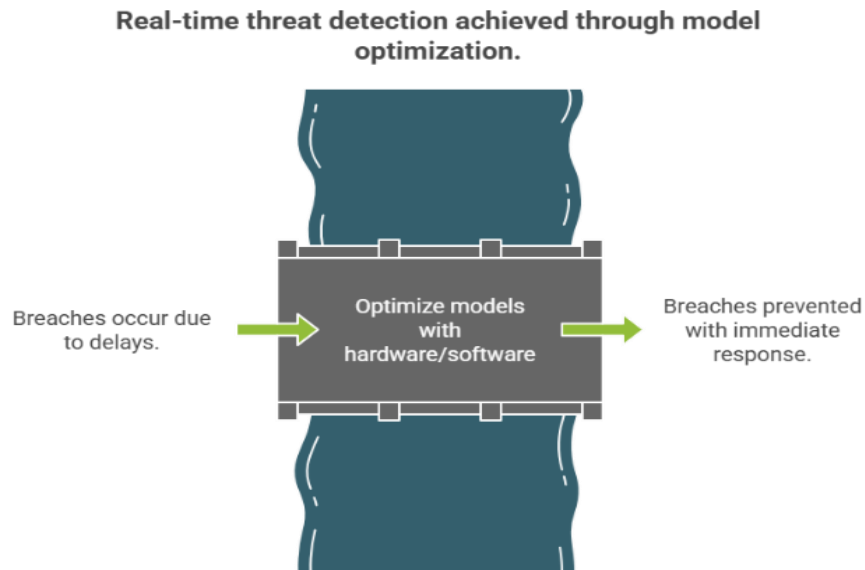 Real-time threat detection achieved through model
optimization.
Breaches occur due
to delays.
Optimize models
with
hardware/software
Breaches prevented
with immediate
response.